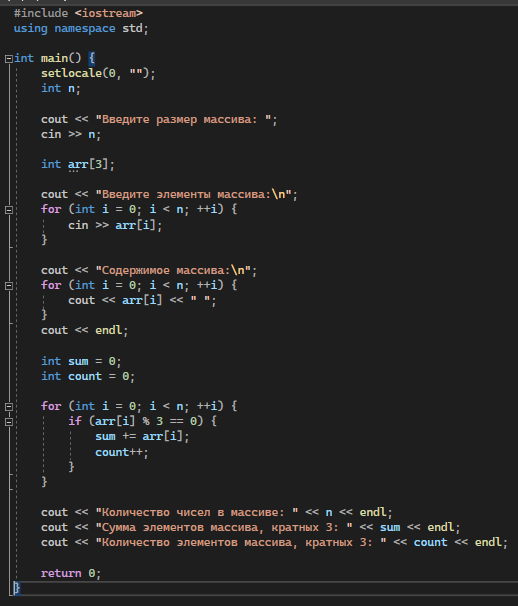 #include <iostream>
using namespace std;
int main() {
setlocale(0, "");
int n;
cout << "Введите размер массива: ";
cin >> n;
int arr[3];
cout << "Введите элементы массива:\n";
for (int i = 0; i < n; ++i) {
cin >> arr[i];
}
cout << "Содержимое массива:\n";
for (int i = 0; i < n; ++i) {
cout << arr[i] << " ";
}
cout << endl;
int sum = 0;
int count = 0;
for (int i = 0; i < n; ++i) {
if (arr[i] % 3 == 0) {
sum += arr[i];
count++;
}
}
cout << "Количество чисел в массиве: " << n << endl;
cout << "Сумма элементов массива, кратных 3: " << sum << endl;
cout << "Количество элементов массива, кратных 3: " << count << endl;
return 0;
}